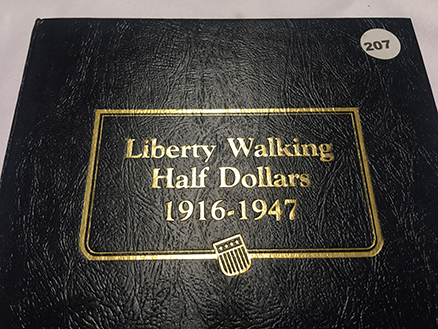 207
Liberty Walking
Half Dollars
1916-1947